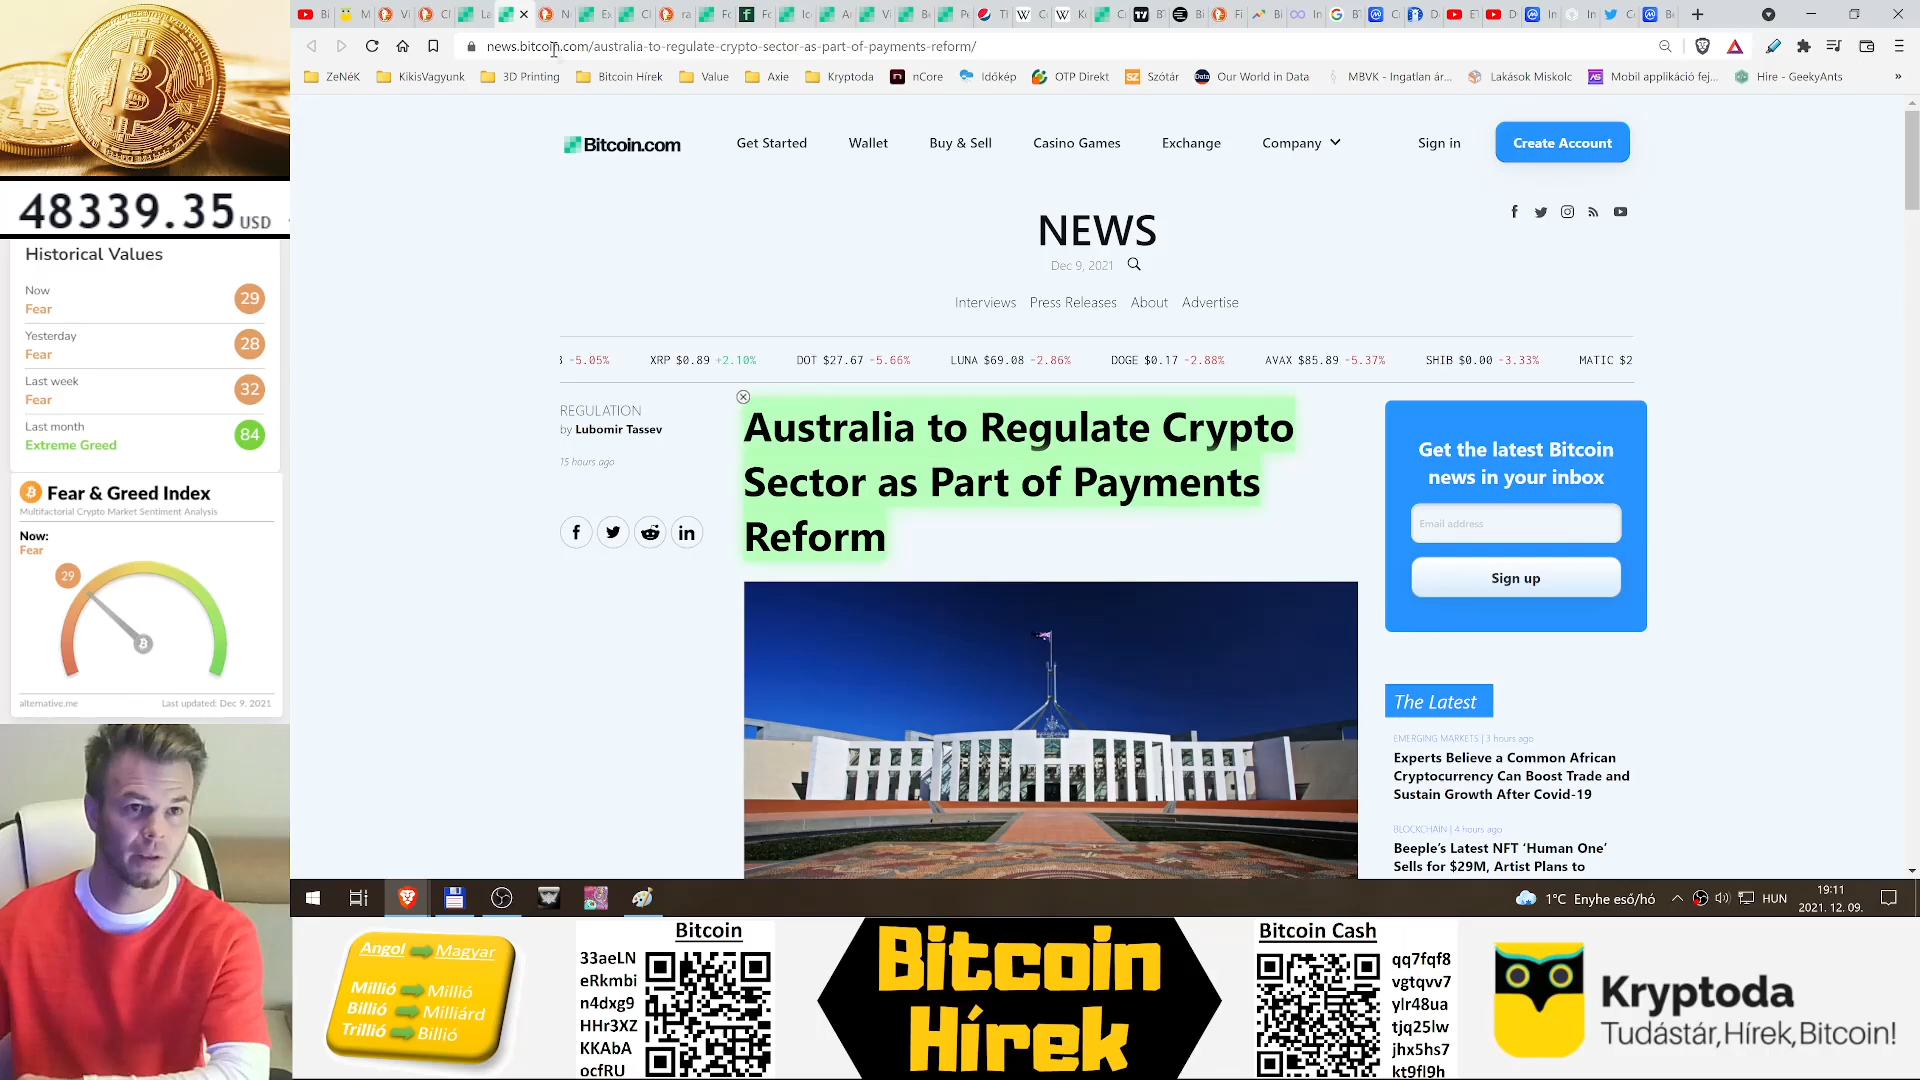 news.bitcoin.com/australia-to-regulate-crypto-sector-as-part-of-payments-reform/
ZeNéK
KikisVagyunk
3D Printing
Bitcoin Hírek
Value
Axie
Kryptoda
nCore
Időkép
OTP Direkt
Szótár
Our World in Data
MBVK - Ingatlan ár...
Lakások Miskolc
Mobil applikáció fej...
Hire - GeekyAnts
48339.35 USD
Historical Values
Now
Fear
29
Yesterday
Fear
28
Last week
Fear
32
Last month
Extreme Greed
84
Fear & Greed Index
Multifactorial Crypto Market Sentiment Analysis
Now:
Fear
29
alternative.me
Last updated: Dec 9, 2021
Bitcoin.com
Get Started
Wallet
Buy & Sell
Casino Games
Exchange
Company
Sign in
Create Account
NEWS
Dec 9, 2021
Interviews
Press Releases
About
Advertise
-5.05% XRP $0.89 +2.10% DOT $27.67 -5.66% LUNA $69.08 -2.86% DOGE $0.17 -2.88% AVAX $85.89 -5.37% SHIB $0.00 -3.33% MATIC $2
REGULATION
by Lubomir Tassev
15 hours ago
Australia to Regulate Crypto
Sector as Part of Payments
Reform
Get the latest Bitcoin
news in your inbox
Email address
Sign up
The Latest
EMERGING MARKETS | 3 hours ago
Experts Believe a Common African
Cryptocurrency Can Boost Trade and
Sustain Growth After Covid-19
BLOCKCHAIN | 4 hours ago
Beeple's Latest NFT ‘Human One’
Sells for $29M, Artist Plans to
1°C Enyhe eső/hó
HUN
19:11
2021. 12. 09.
Angol Magyar
Millió Millió
Billió Milliárd
Trillió Billió
Bitcoin
33aeLN
eRkmbi
n4dxg9
HHr3XZ
KKAbA
ocfRU
Bitcoin
Hírek
Bitcoin Cash
qq7fqf8
vgtqvv7
ylr48ua
tjq25lw
jhx5hs7
kt9fl9h
Kryptoda
Tudástár,Hírek,Bitcoin!